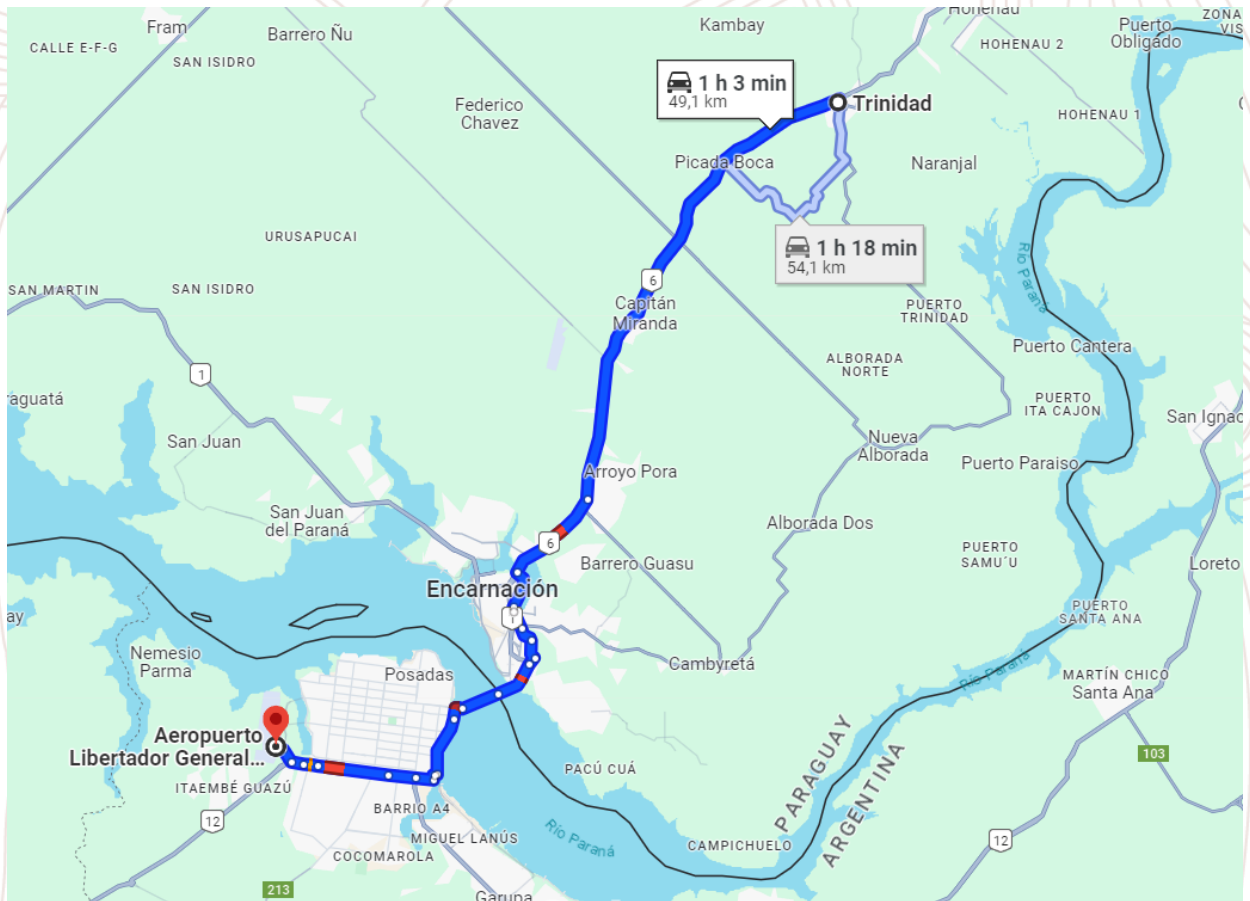 Fram
Barrero Ñu
CALLE E-F-G
SAN ISIDRO
Kambay
Hohenau
HOHENAU 2
Puerto
Obligado
ZONA
VIS
1 h 3 min
49,1 km
Trinidad
Federico
Chavez
HOHENAU 1
Picada Boca
Naranjal
URUSAPUCAI
1 h 18 min
54,1 km
Río Paraná
SAN MARTIN
SAN ISIDRO
6
Capitán
Miranda
PUERTO
TRINIDAD
Puerto Cantera
ALBORADA
NORTE
1
raguatá
PUERTO
ITA CAJON
San Ignac
San Juan
Nueva
Alborada
Arroyo Pora
Puerto Paraiso
San Juan
del Paraná
Alborada Dos
6
Barrero Guasu
PUERTO
SAMU´U
Loreto
Encarnación
1
PUERTO
SANTA ANA
ay
Nemesio
Parma
Posadas
Cambyretá
Río Paraná
MARTÍN CHICO
Santa Ana
Aeropuerto
Libertador General...
PARAGUAY
ARGENTINA
103
PACÚ CUÁ
ITAEMBÉ GUAZÚ
BARRIO A4
12
MIGUEL LANÚS
Río Paraná
CAMPICHUELO
12
COCOMAROLA
213
Garupa